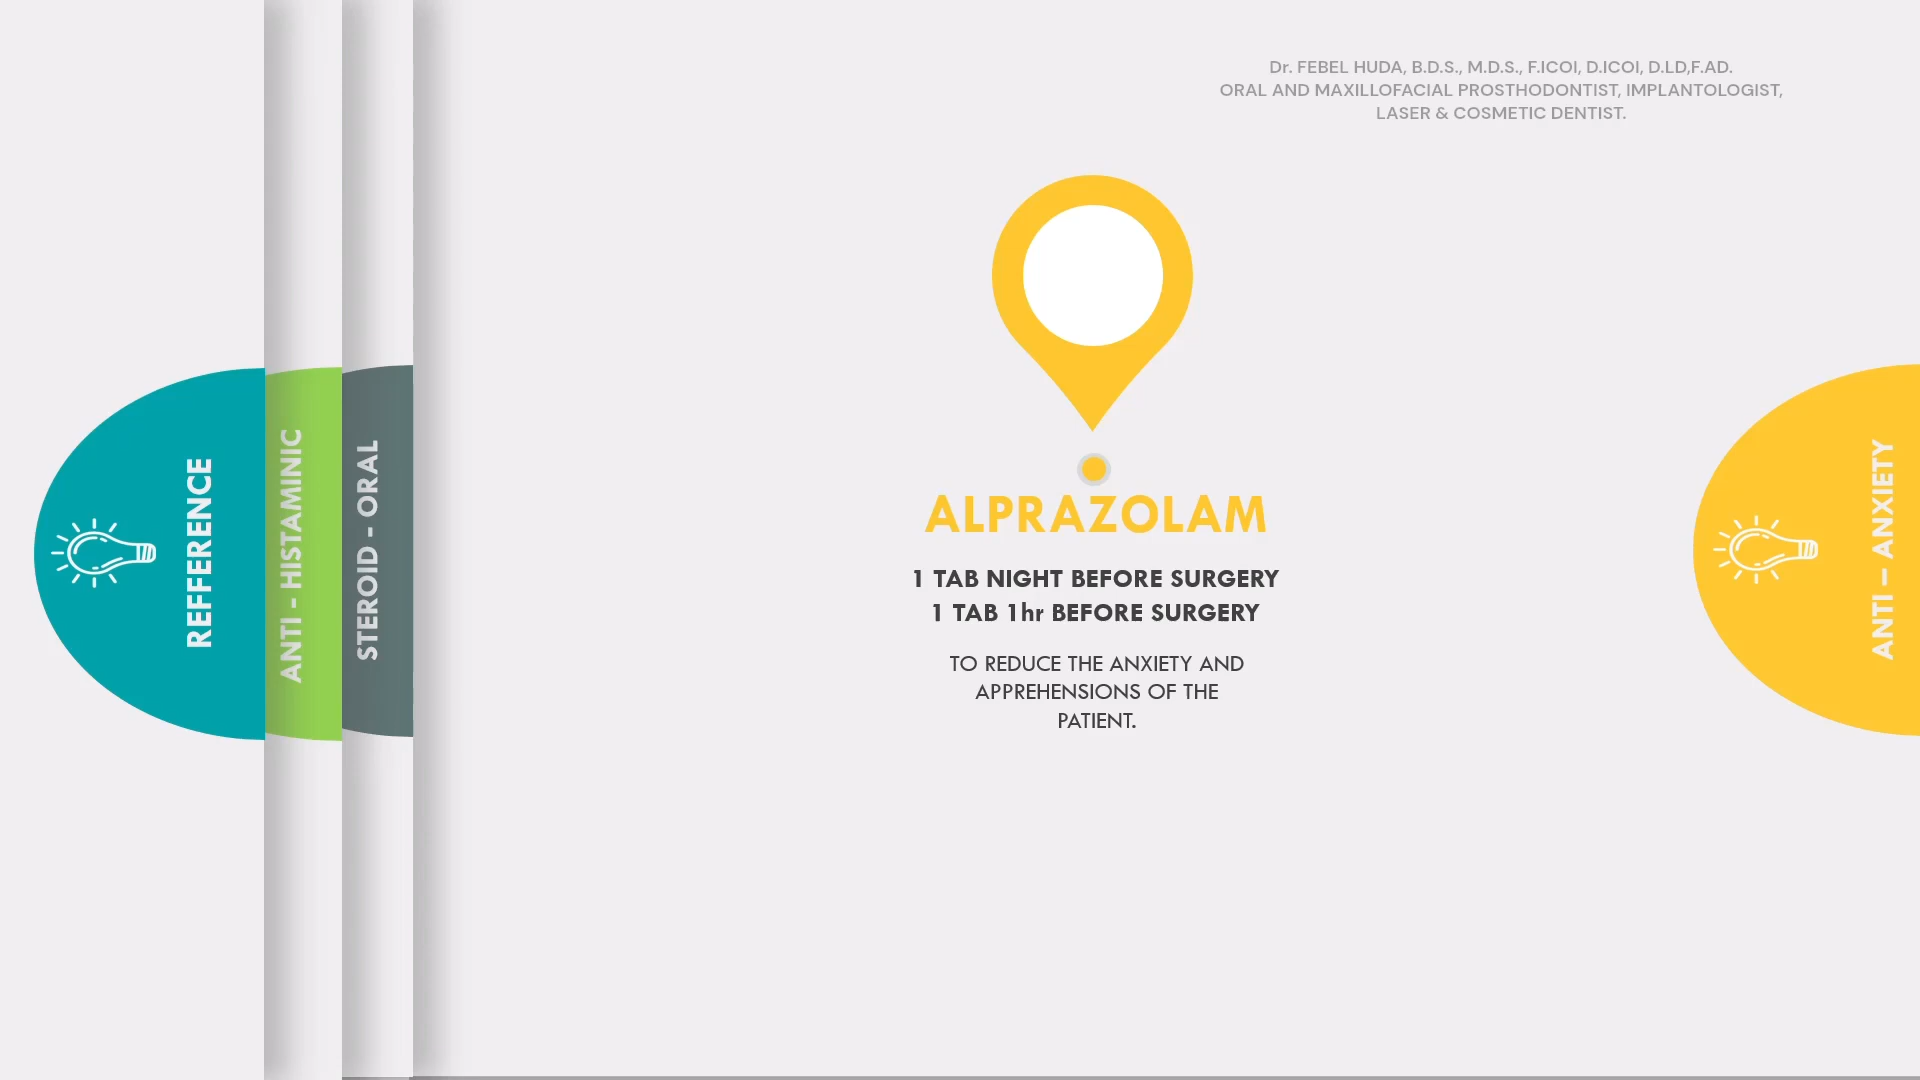 Dr. FEBEL HUDA, B.D.S., M.D.S., F.ICOI, D.ICOI, D.LD,F.AD.
ORAL AND MAXILLOFACIAL PROSTHODONTIST, IMPLANTOLOGIST,
LASER & COSMETIC DENTIST.
REFFERENCE
ANTI - HISTAMINIC
STEROID - ORAL
ALPRAZOLAM
1 TAB NIGHT BEFORE SURGERY
1 TAB 1hr BEFORE SURGERY
TO REDUCE THE ANXIETY AND
APPREHENSIONS OF THE
PATIENT.
ANTI – ANXIETY